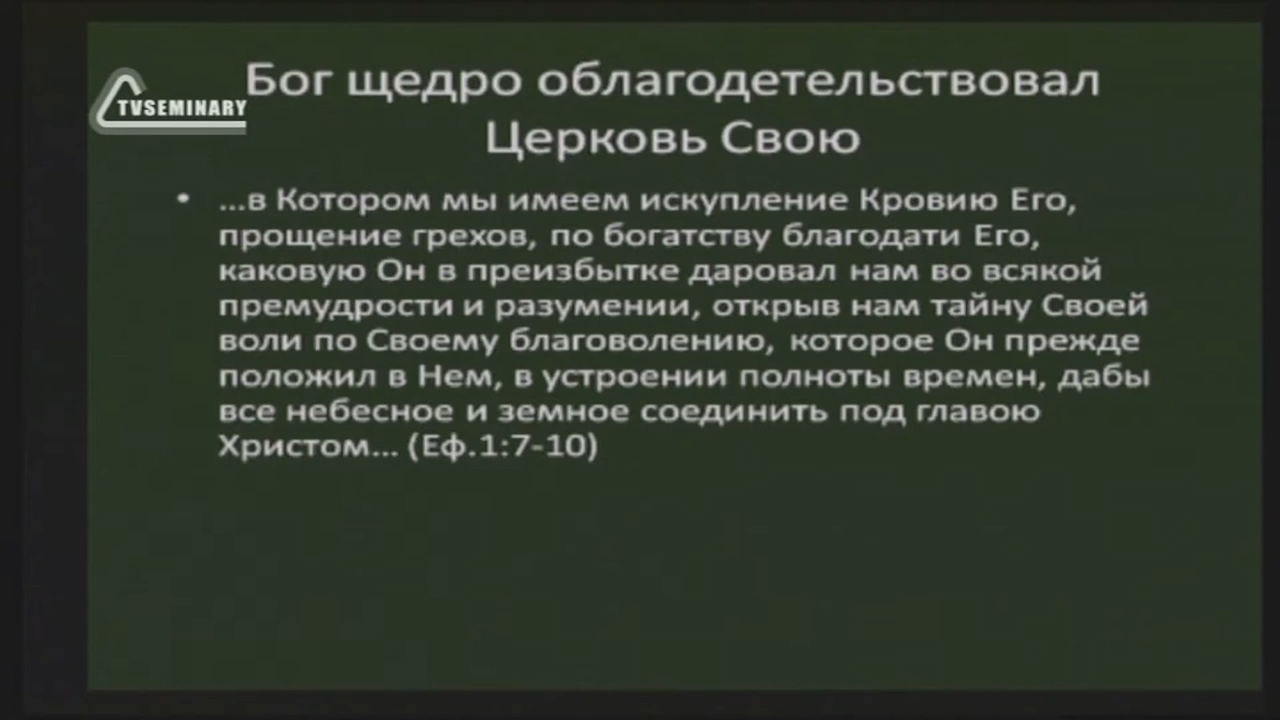 Бог щедро облагодетельствовал
TVSEMINARY
Церковь Свою
• ...в Котором мы имеем искупление Кровию Его,
прощение грехов, по богатству благодати Его,
каковую Он в преизбытке даровал нам во всякой
премудрости и разумении, открыв нам тайну Своей
воли по Своему благоволению, которое Он прежде
положил в Нем, в устроении полноты времен, дабы
все небесное и земное соединить под главою
Христом... (Еф.1:7-10)